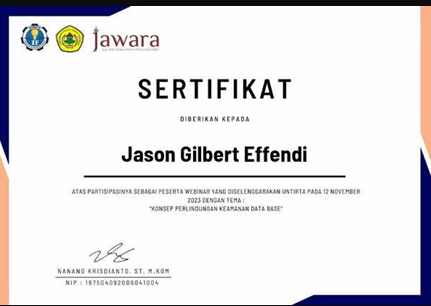 jawara
SERTIFIKAT
DIBERIKAN KEPADA
Jason Gilbert Effendi
ATAS PARTISIPASINYA SEBAGAI PESERTA WEBINAR YANG DISELENGGARAKAN UNTIRTA PADA 12 NOVEMBER
2023 DENGAN TEMA :
"KONSEP PERLINDUNGAN KEAMANAN DATA BASE"
NANANG KRISDIANTO, ST. M.KOM
NIP : 197504092006041004